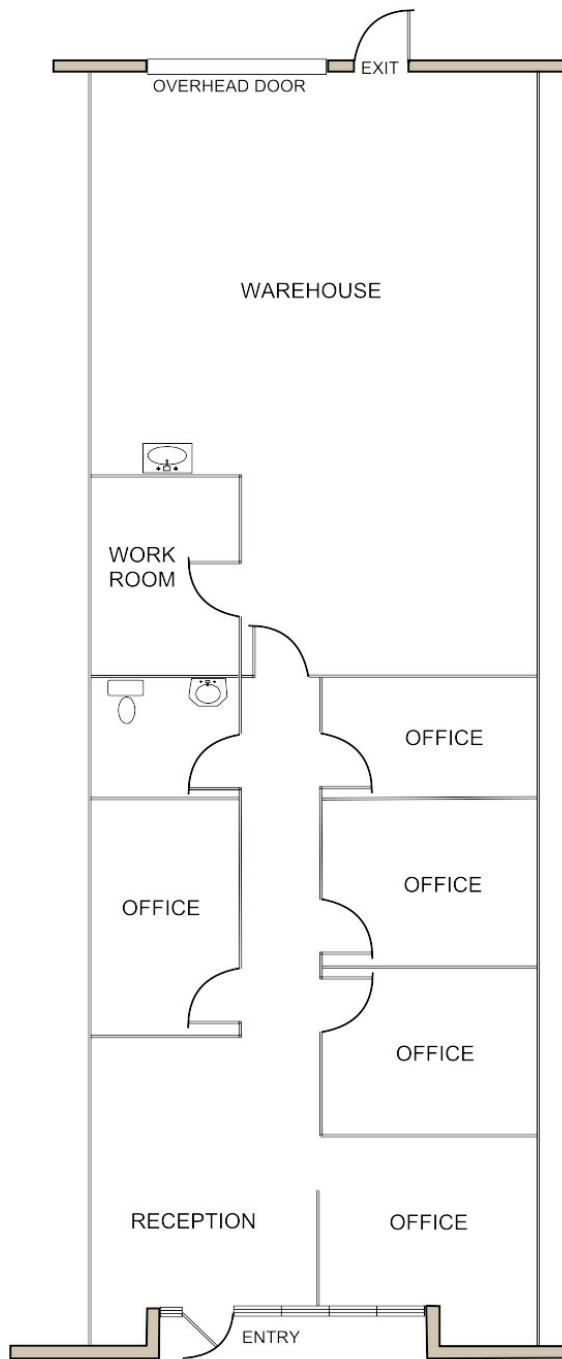 OVERHEAD DOOR
EXIT
WAREHOUSE
WORK
ROOM
OFFICE
OFFICE
OFFICE
OFFICE
RECEPTION
OFFICE
ENTRY